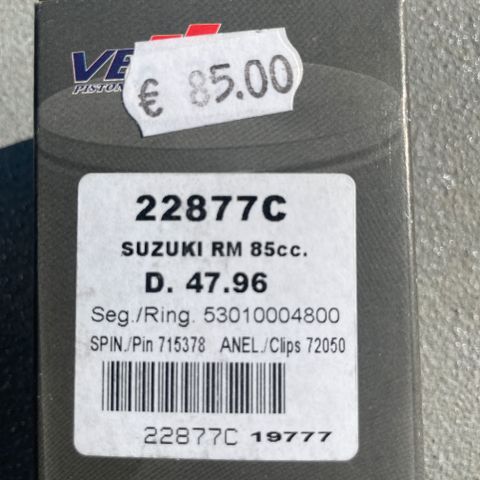 PISTON
€ 85.00
22877C
SUZUKI RM 85cc.
D. 47.96
Seg./Ring. 53010004800
SPIN./Pin 715378 ANEL./Clips 72050
22877C 19777